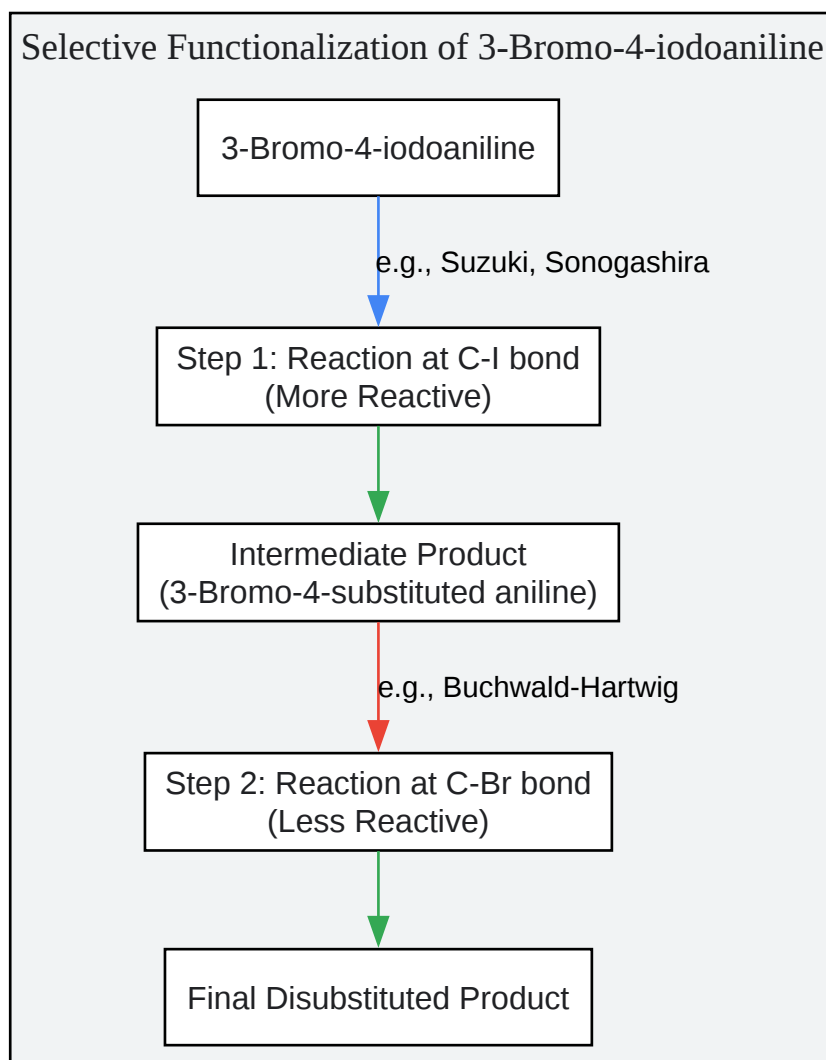 Selective Functionalization of 3-Bromo-4-iodoaniline
3-Bromo-4-iodoaniline
e.g., Suzuki, Sonogashira
Step 1: Reaction at C-I bond
(More Reactive)
Intermediate Product
(3-Bromo-4-substituted aniline)
e.g., Buchwald-Hartwig
Step 2: Reaction at C-Br bond
(Less Reactive)
Final Disubstituted Product